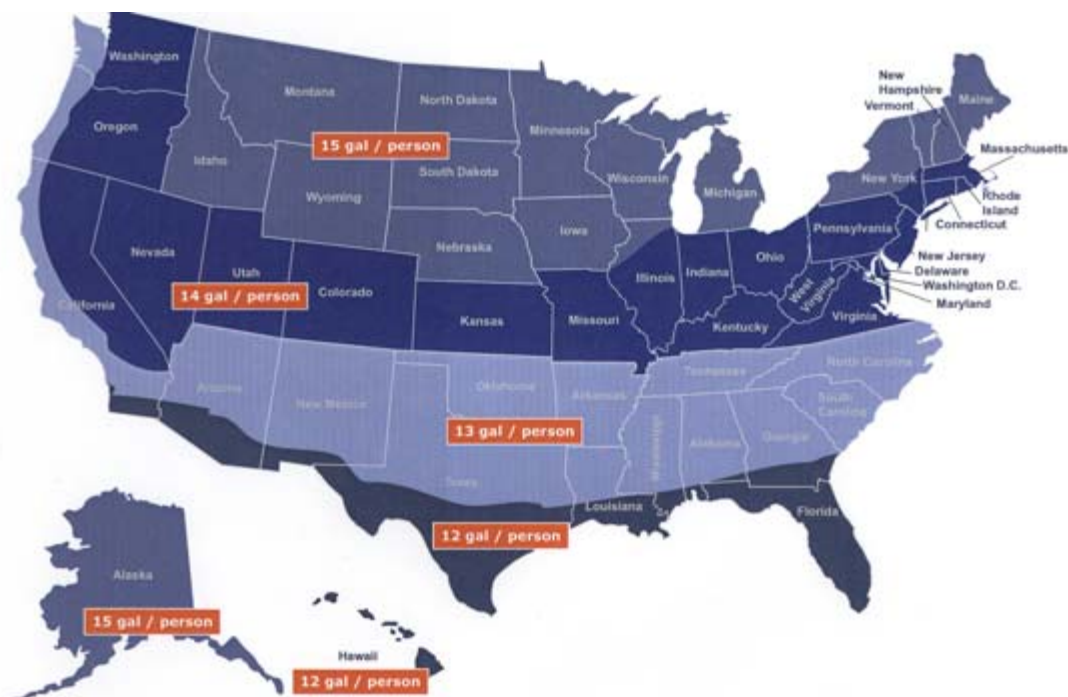 Washington
Montana
North Dakota
Minnesota
New
Hampshire
Vermont
Maine
Oregon
15 gal / person
Massachusetts
Idaho
South Dakota
Wisconsin
Michigan
New York
Wyoming
Rhode
Island
Connecticut
Iowa
Nebraska
Pennsylvania
Nevada
Utah
Illinois
Indiana
Ohio
New Jersey
Delaware
Washington D.C.
Maryland
14 gal / person
Colorado
West
Virginia
California
Kansas
Missouri
Kentucky
Virginia
North Carolina
Tennessee
Arizona
Oklahoma
Arkansas
New Mexico
South
Carolina
13 gal / person
Mississippi
Alabama
Georgia
Texas
Louisiana
Florida
12 gal / person
Alaska
15 gal / person
Hawaii
12 gal / person